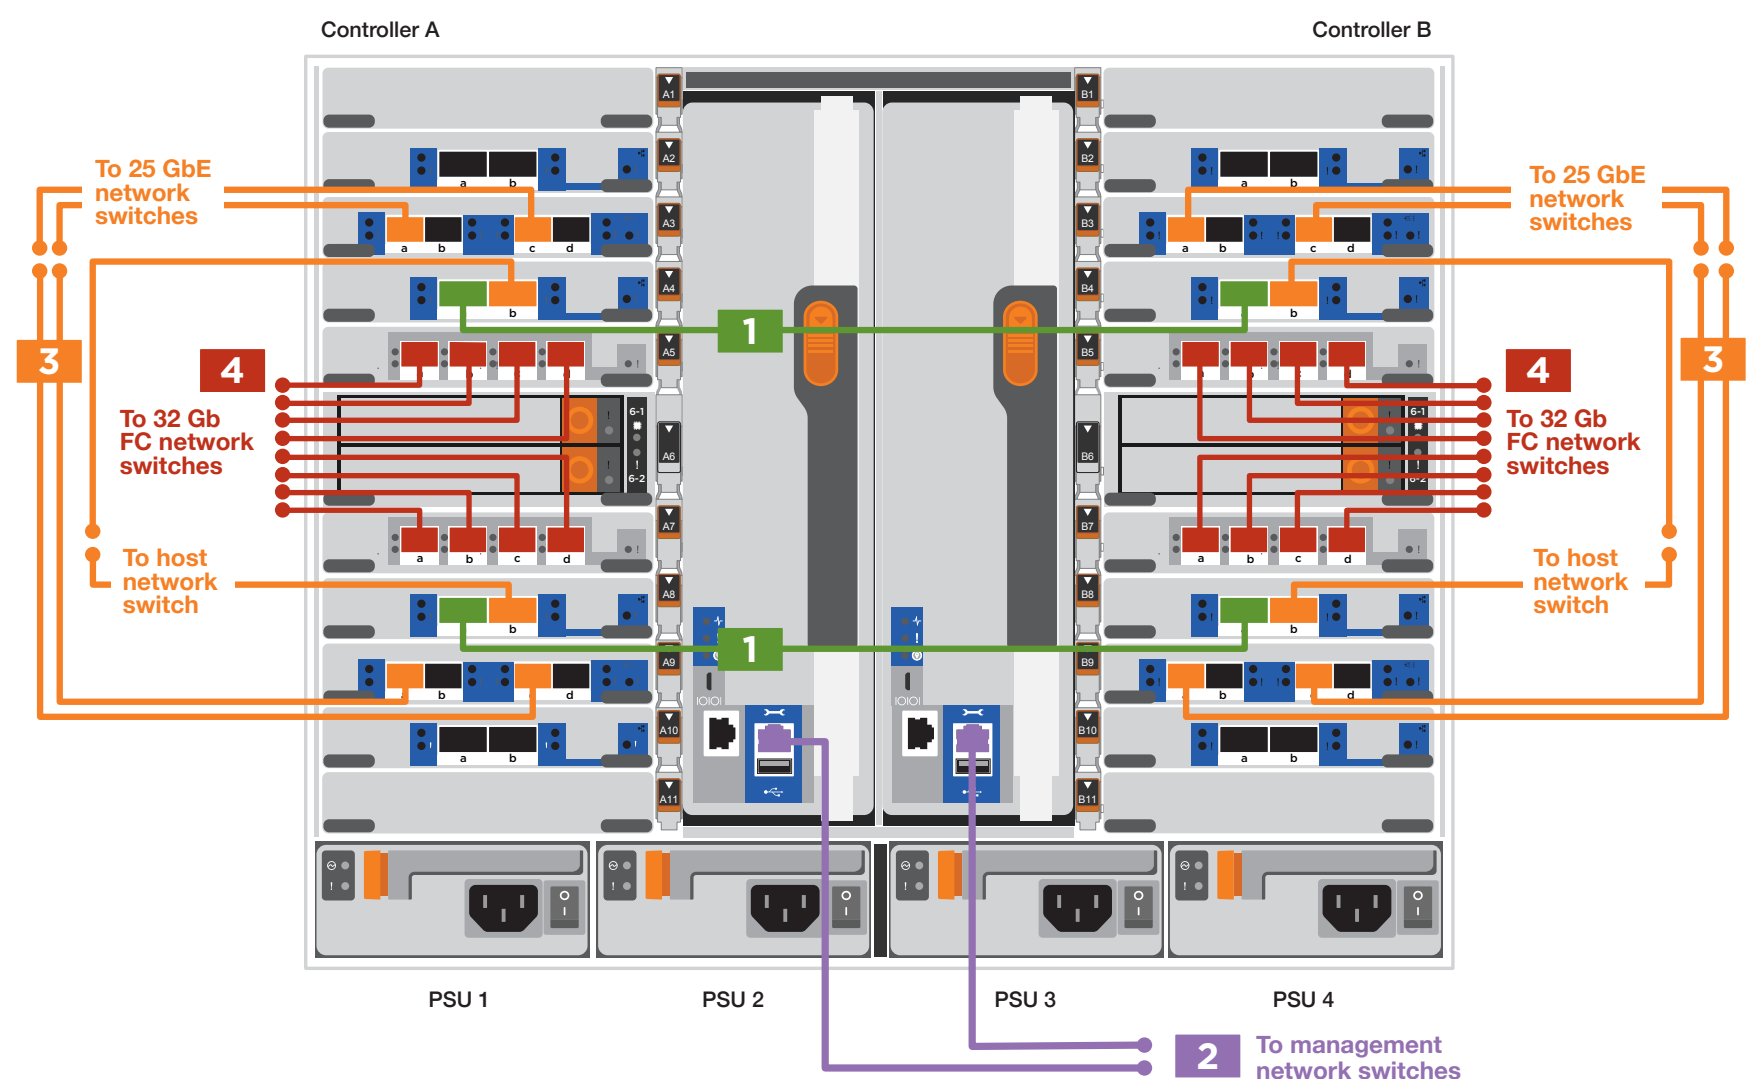 Controller A
Controller B
A1
B1
A2
a b
B2
a b
To 25 GbE
network
switches
To 25 GbE
network
switches
A3
a b c d
B3
a b c d
A4
b
B4
b
1
3
3
A5
B5
4
4
d
To 32 Gb
FC network
switches
To 32 Gb
FC network
switches
6-1
!
6-2
A6
B6
6-1
!
6-2
A7
a b c d
B7
a b c d
To host
network
switch
To host
network
switch
A8
b
B8
b
1
A9
b d
B9
b d
IOIOI
IOIOI
A10
a b
B10
a b
A11
B11
PSU 1
PSU 2
PSU 3
PSU 4
2
To management
network switches